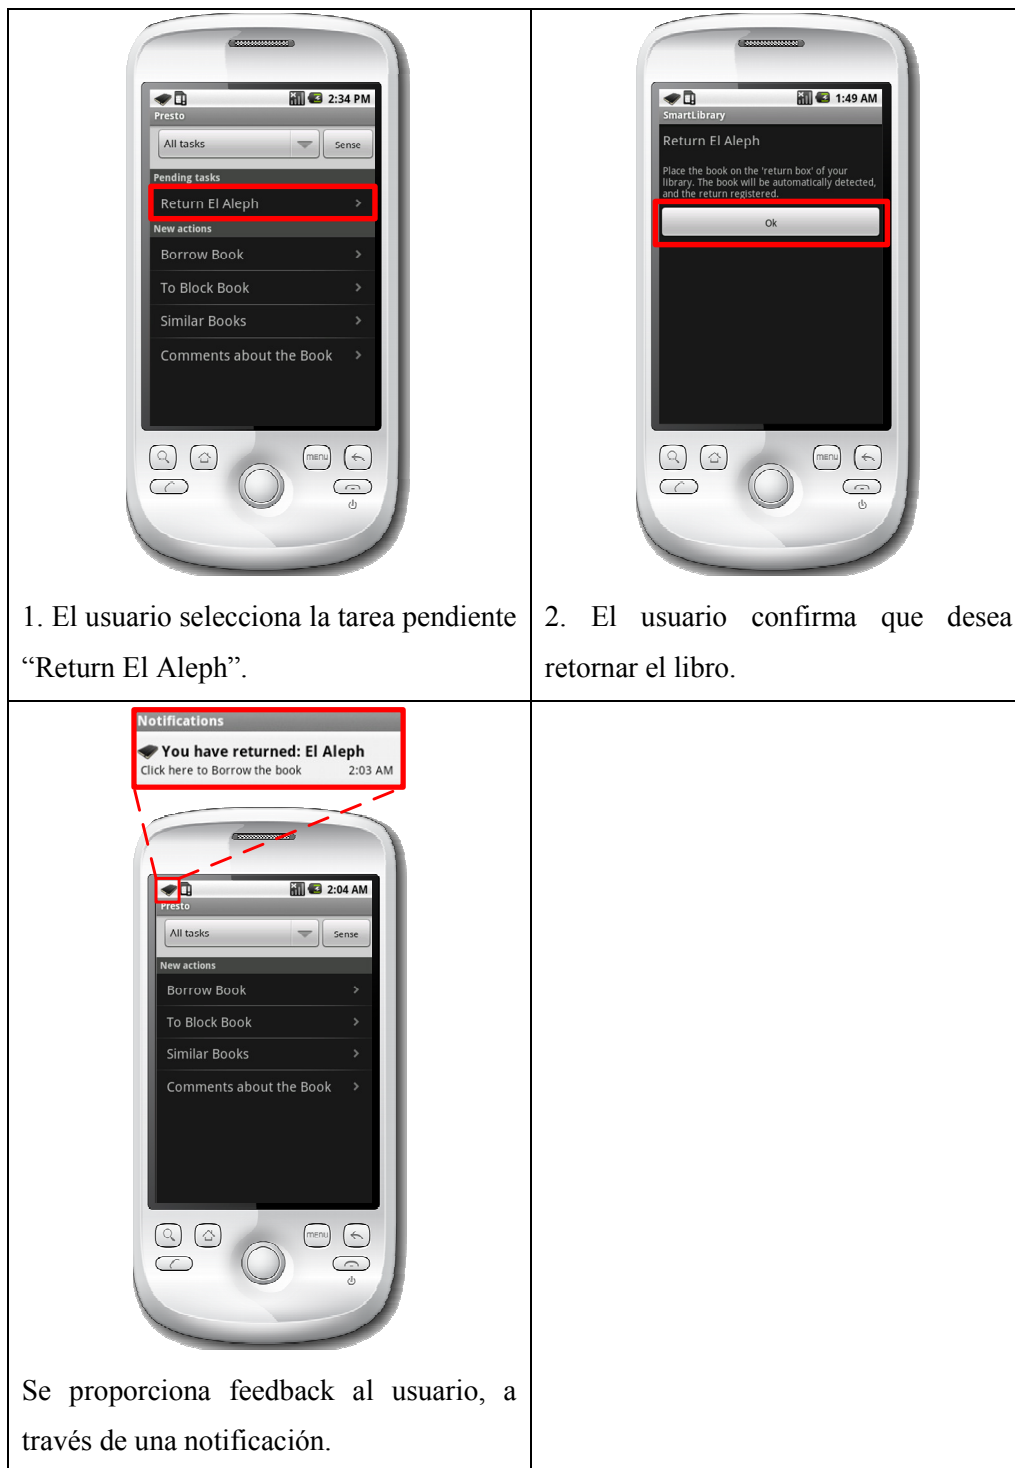 2:34 PM
Presto
All tasks
Sense
Pending tasks
Return El Aleph
New actions
Borrow Book
To Block Book
Similar Books
Comments about the Book
MENU
1. El usuario selecciona la tarea pendiente
“Return El Aleph”.
1:49 AM
SmartLibrary
Return El Aleph
Place the book on the 'return box' of your
library. The book will be automatically detected,
and the return registered.
Ok
MENU
2. El usuario confirma que desea
retornar el libro.
Notifications
You have returned: El Aleph
Click here to Borrow the book 2:03 AM
2:04 AM
Presto
All tasks
Sense
New actions
Borrow Book
To Block Book
Similar Books
Comments about the Book
MENU
Se proporciona feedback al usuario, a
través de una notificación.